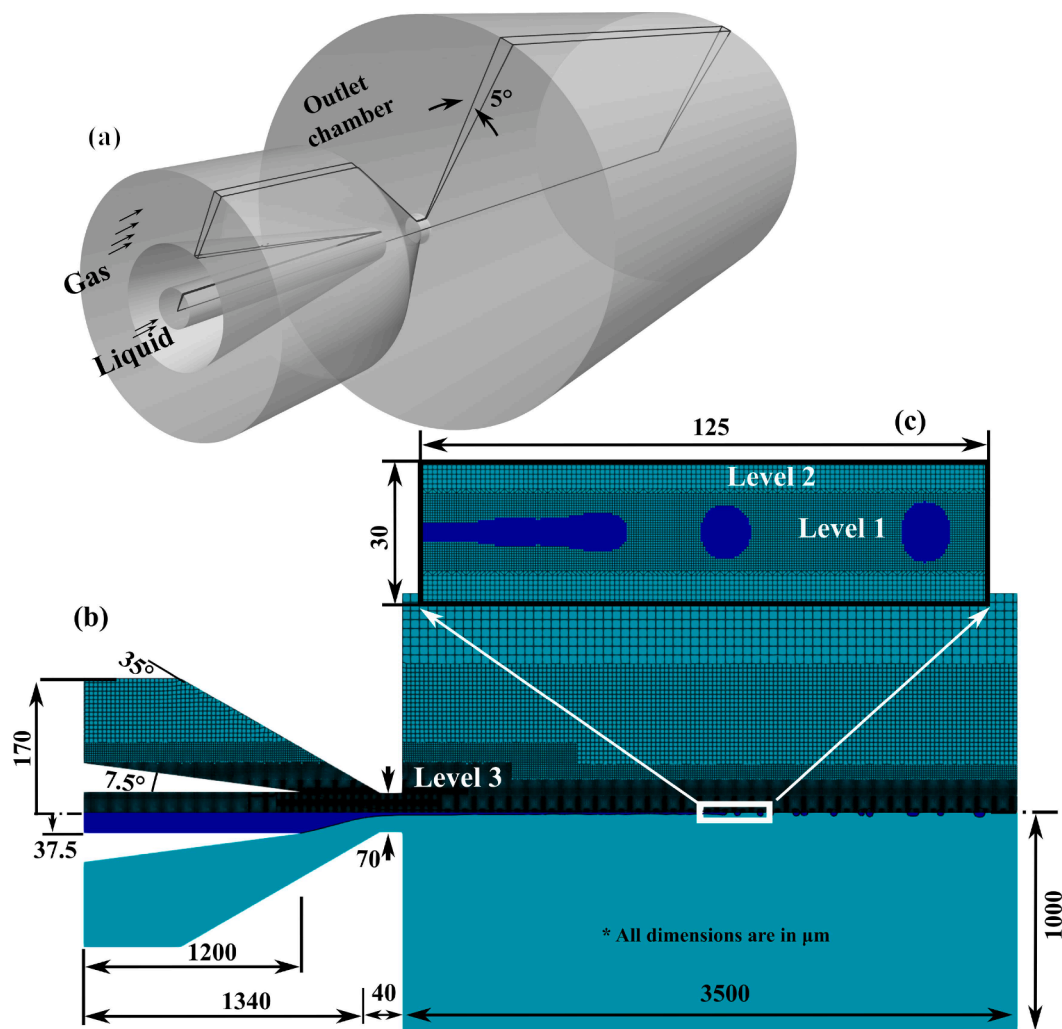 (a)
Outlet
chamber
5°
Gas
Liquid
125
(c)
30
Level 2
Level 1
(b)
35°
170
7.5°
Level 3
37.5
70
1000
* All dimensions are in µm
1200
1340
40
3500